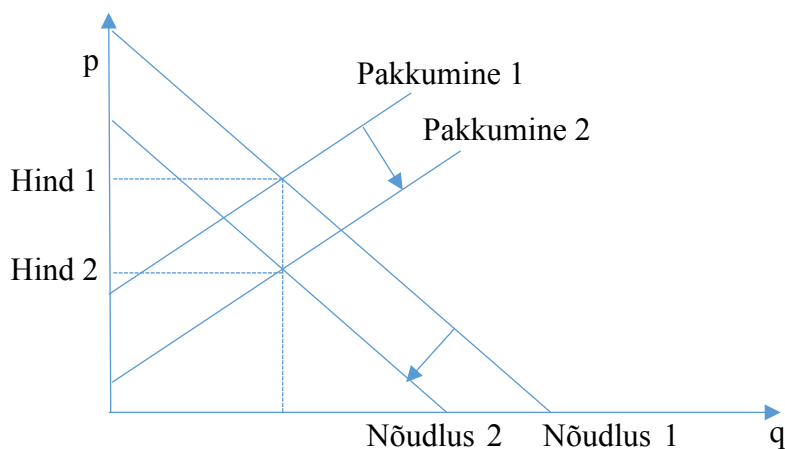 p
Pakkumine 1
Pakkumine 2
Hind 1
Hind 2
Nõudlus 2
Nõudlus 1
q